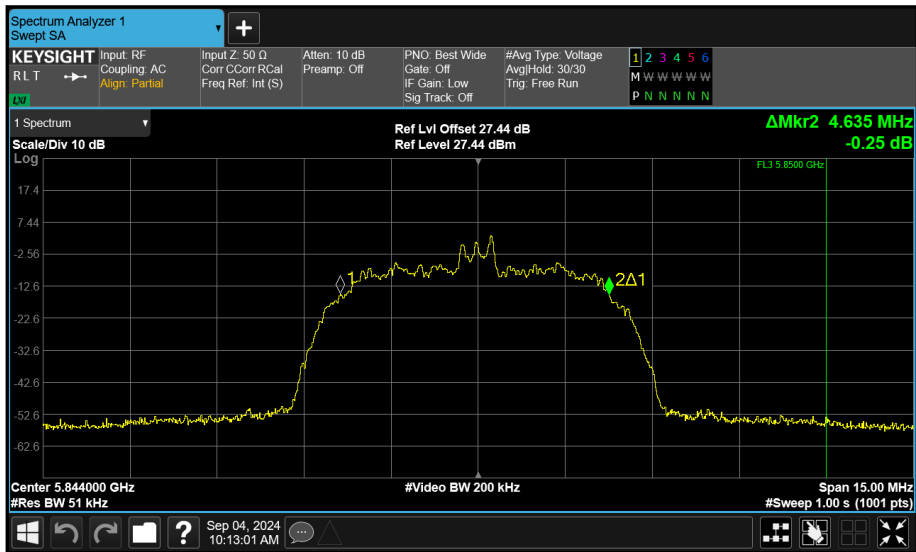 Spectrum Analyzer 1
Swept SA
KEYSIGHT
RLT
LXI
Input: RF
Coupling: AC
Align: Partial
Input Z: 50 Ω
Corr CCorr RCal
Freq Ref: Int (S)
Atten: 10 dB
Preamp: Off
PNO: Best Wide
Gate: Off
IF Gain: Low
Sig Track: Off
#Avg Type: Voltage
Avg|Hold: 30/30
Trig: Free Run
1 2 3 4 5 6
M W W W W W
P N N N N N
1 Spectrum
Scale/Div 10 dB
Log
Ref Lvl Offset 27.44 dB
Ref Level 27.44 dBm
ΔMkr2 4.635 MHz
-0.25 dB
FL3 5.8500 GHz
17.4
7.44
-2.56
-12.6
-22.6
-32.6
-42.6
-52.6
-62.6
1
2Δ1
Center 5.844000 GHz
#Res BW 51 kHz
#Video BW 200 kHz
Span 15.00 MHz
#Sweep 1.00 s (1001 pts)
Sep 04, 2024
10:13:01 AM